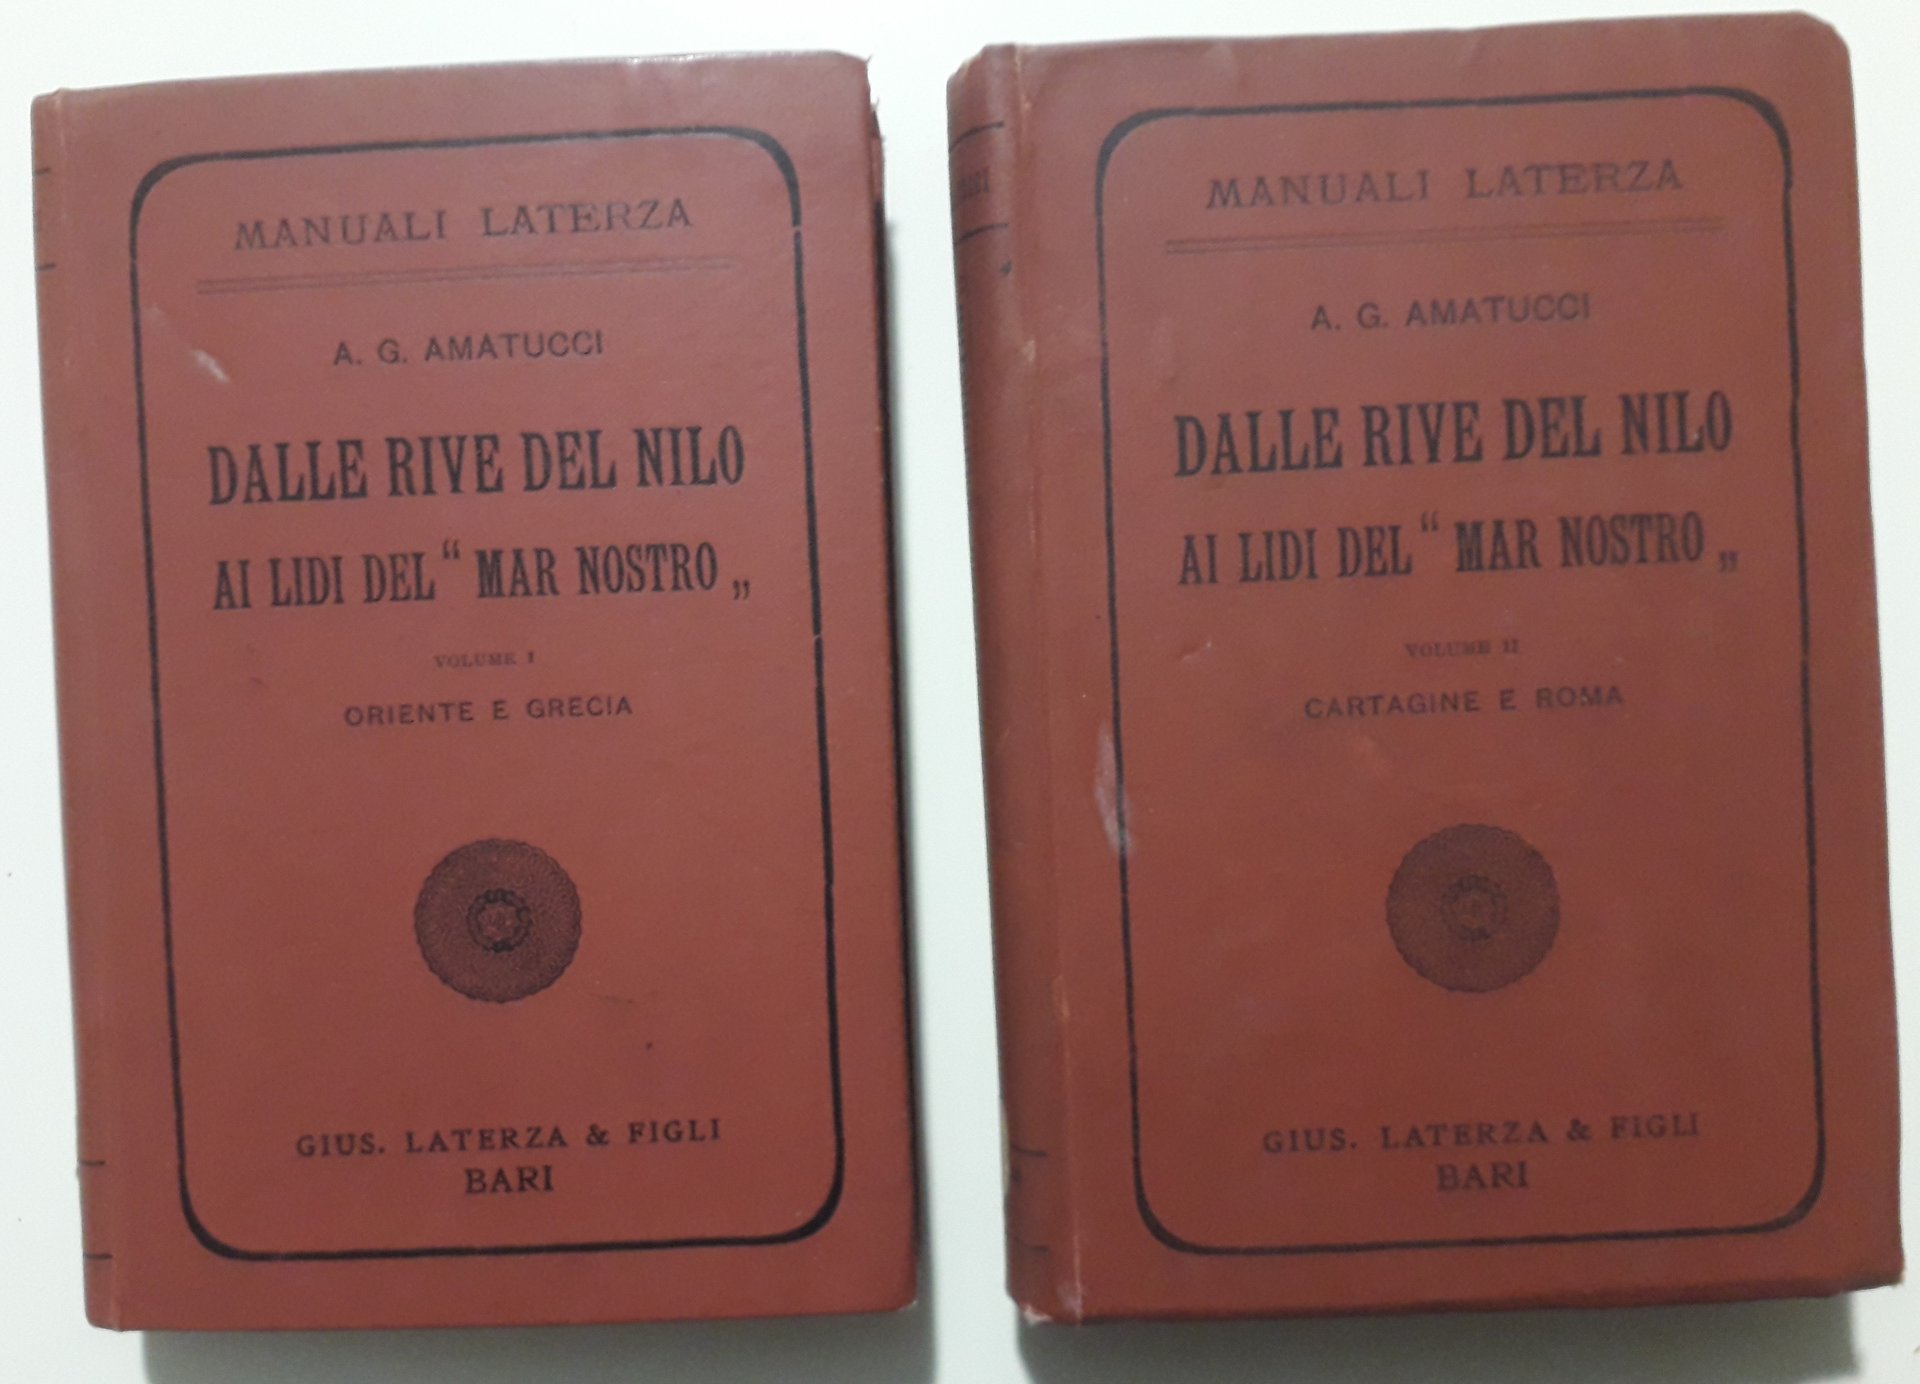 MANUALI LATERZA
A. G. AMATUCCI
DALLE RIVE DEL NILO
AI LIDI DEL “ MAR NOSTRO „
VOLUME I
ORIENTE E GRECIA
GIUS. LATERZA & FIGLI
BARI
MANUALI LATERZA
A. G. AMATUCCI
DALLE RIVE DEL NILO
AI LIDI DEL “ MAR NOSTRO „
VOLUME II
CARTAGINE E ROMA
GIUS. LATERZA & FIGLI
BARI